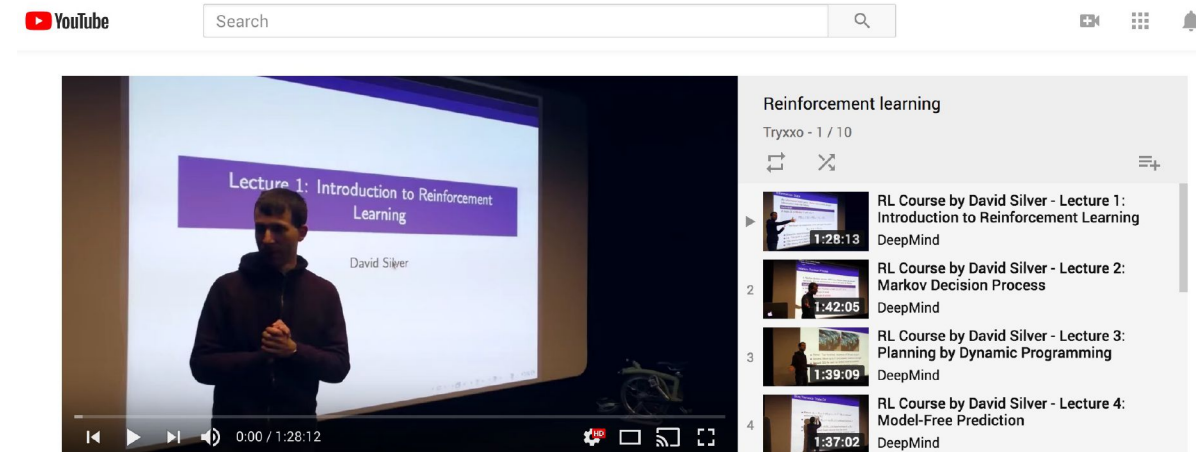 YouTube
Search
Lecture 1: Introduction to Reinforcement
Learning
David Silver
0:00 / 1:28:12
HD
Reinforcement learning
Tryxxo - 1 / 10
1:28:13
RL Course by David Silver - Lecture 1:
Introduction to Reinforcement Learning
DeepMind
2
1:42:05
RL Course by David Silver - Lecture 2:
Markov Decision Process
DeepMind
3
1:39:09
RL Course by David Silver - Lecture 3:
Planning by Dynamic Programming
DeepMind
4
1:37:02
RL Course by David Silver - Lecture 4:
Model-Free Prediction
DeepMind